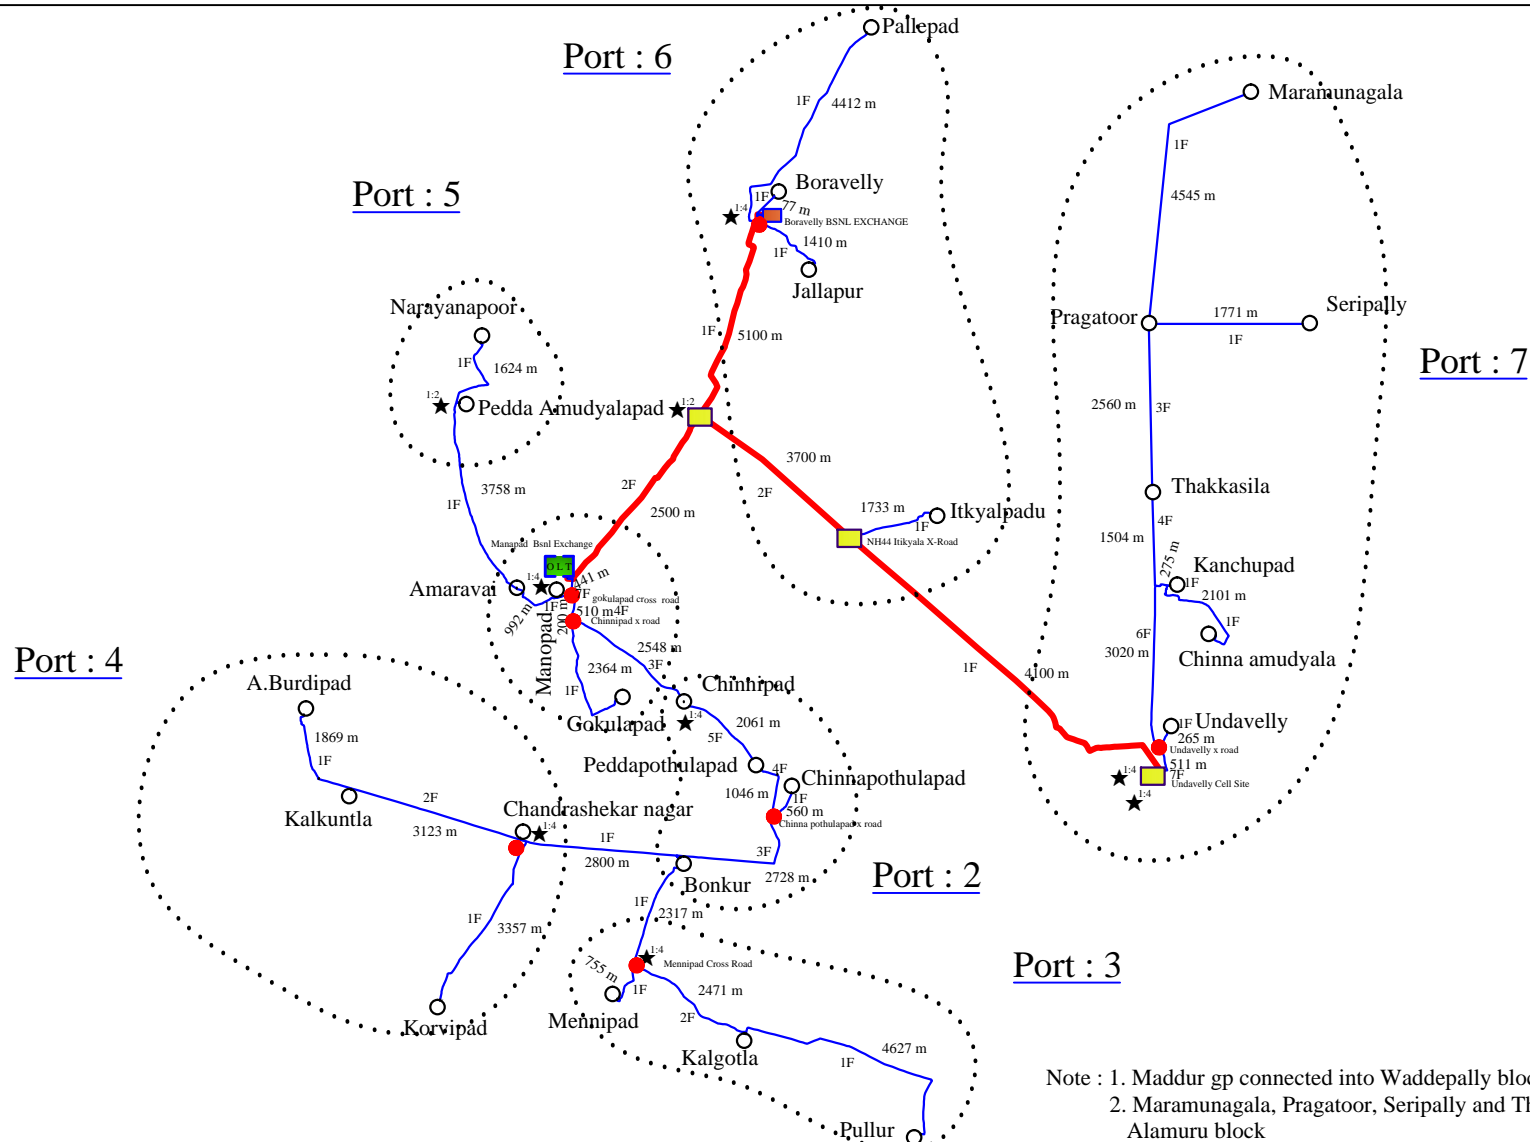 Pallepad
Port : 6
1F
4412 m
Maramunagala
1F
4545 m
Port : 5
Boravelly
1F
77 m
1:4
Boravelly BSNL EXCHANGE
1410 m
1F
Jallapur
Narayanapoor
1F
1624 m
1:2
Pedda Amudyalapad
1:2
1F
5100 m
Pragatoor
1771 m
1F
Seripally
Port : 7
2560 m
3F
3700 m
2F
2F
2500 m
3758 m
1F
Thakkasila
4F
1504 m
1733 m
1F
Itkyalpadu
NH44 Itikyala X-Road
Manapad Bsnl Exchange
OLT
1:4
441 m
7F
Amaravai
1F
992 m
gokulapad cross road
510 m
4F
200 m
Chinnipad x road
Manopad
275 m
Kanchupad
1F
2101 m
1F
Chinna amudyala
6F
3020 m
2548 m
3F
2364 m
1F
Gokulapad
1F
4100 m
Port : 4
A.Burdipad
1869 m
1F
Chinnipad
1:4
2061 m
5F
Peddapothulapad
4F
1046 m
Chinnapothulapad
1F
560 m
Chinna pothulapad x road
1F
Undavelly
265 m
Undavelly x road
511 m
7F
Undavelly Cell Site
1:4
1:4
Kalkuntla
2F
3123 m
Chandrashekar nagar
1:4
1F
2800 m
3F
2728 m
Bonkur
Port : 2
1F
3357 m
Korvipad
1F
2317 m
1:4
Mennipad Cross Road
755 m
1F
Mennipad
2471 m
2F
Kalgotla
4627 m
1F
Pullur
Port : 3
Note : 1. Maddur gp connected into Waddepally bloc
2. Maramunagala, Pragatoor, Seripally and Th
Alamuru block